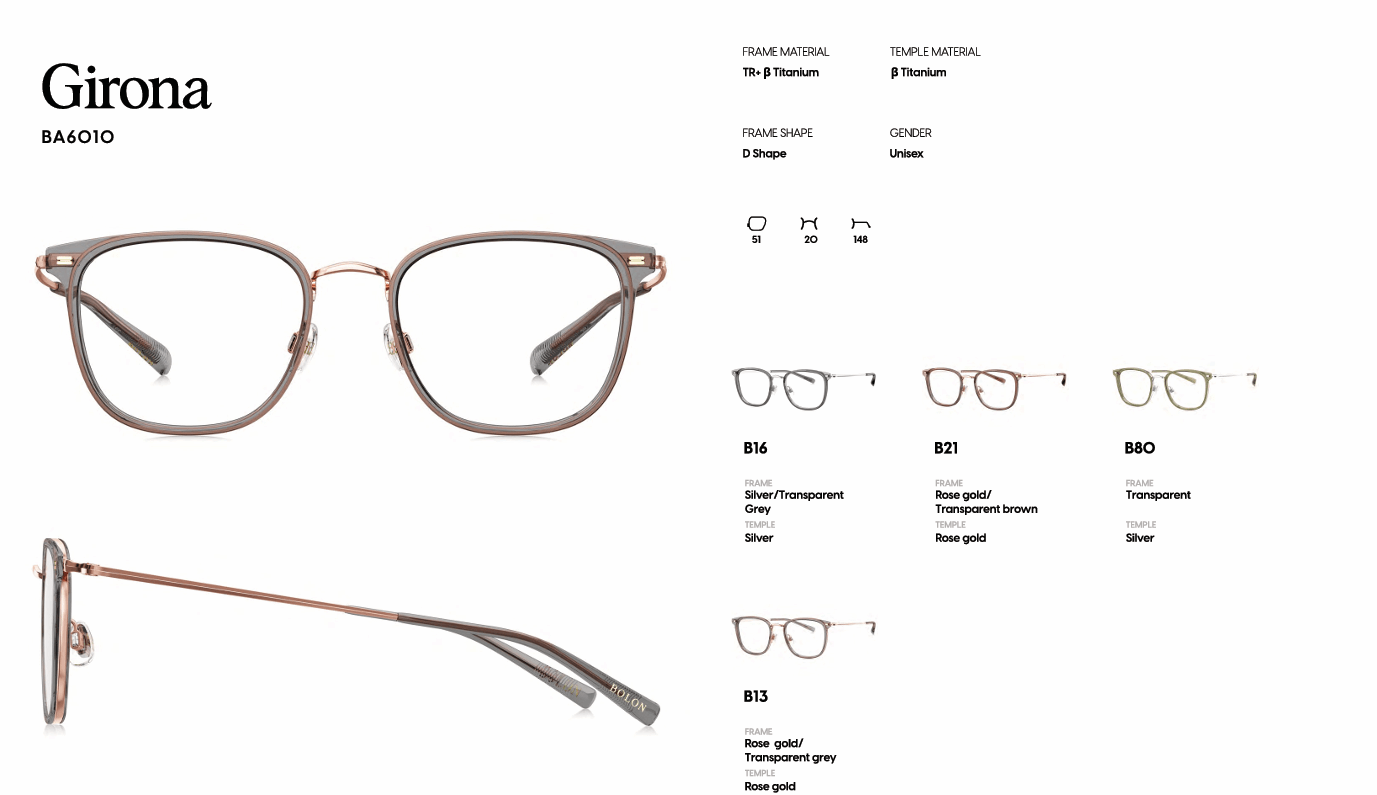 Girona
BA6010
FRAME MATERIAL
TR+ β Titanium
TEMPLE MATERIAL
β Titanium
FRAME SHAPE
D Shape
GENDER
Unisex
51
20
148
B16
FRAME
Silver/Transparent
Grey
TEMPLE
Silver
B21
FRAME
Rose gold/
Transparent brown
TEMPLE
Rose gold
B80
FRAME
Transparent
TEMPLE
Silver
BOLON
B13
FRAME
Rose gold/
Transparent grey
TEMPLE
Rose gold